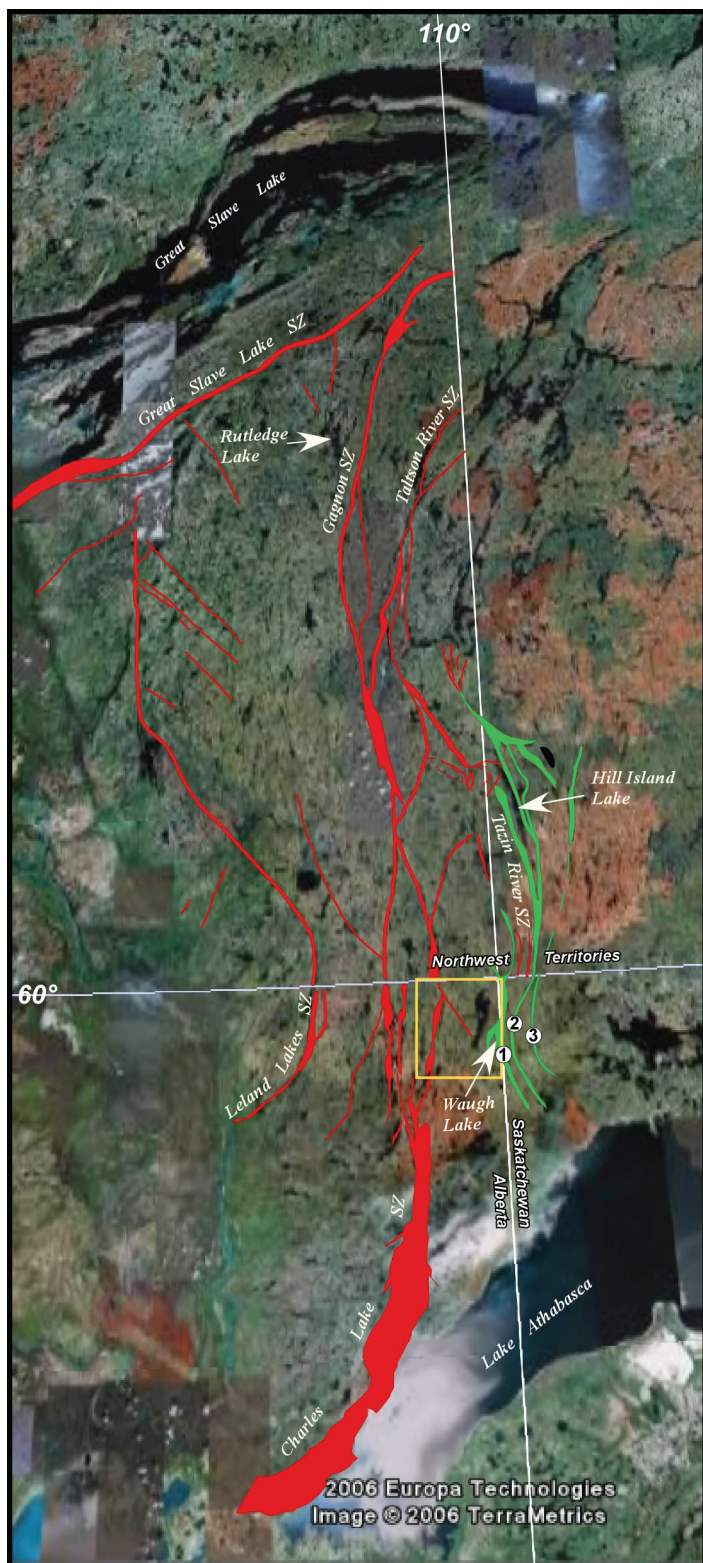 110°
Great Slave Lake
Great Slave Lake SZ
Rutledge
Lake
Gagnon SZ
Taltson River SZ
Hill Island
Lake
Tazin River SZ
Northwest Territories
60°
Leland Lakes SZ
2
3
1
Waugh
Lake
Saskatchewan
Alberta
Charles Lake SZ
Lake Athabasca
2006 Europa Technologies
Image © 2006 TerraMetrics